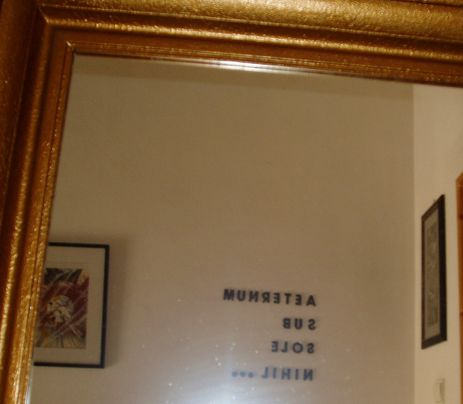 AETERNUM
SUB
SOLE
NIHIL ...